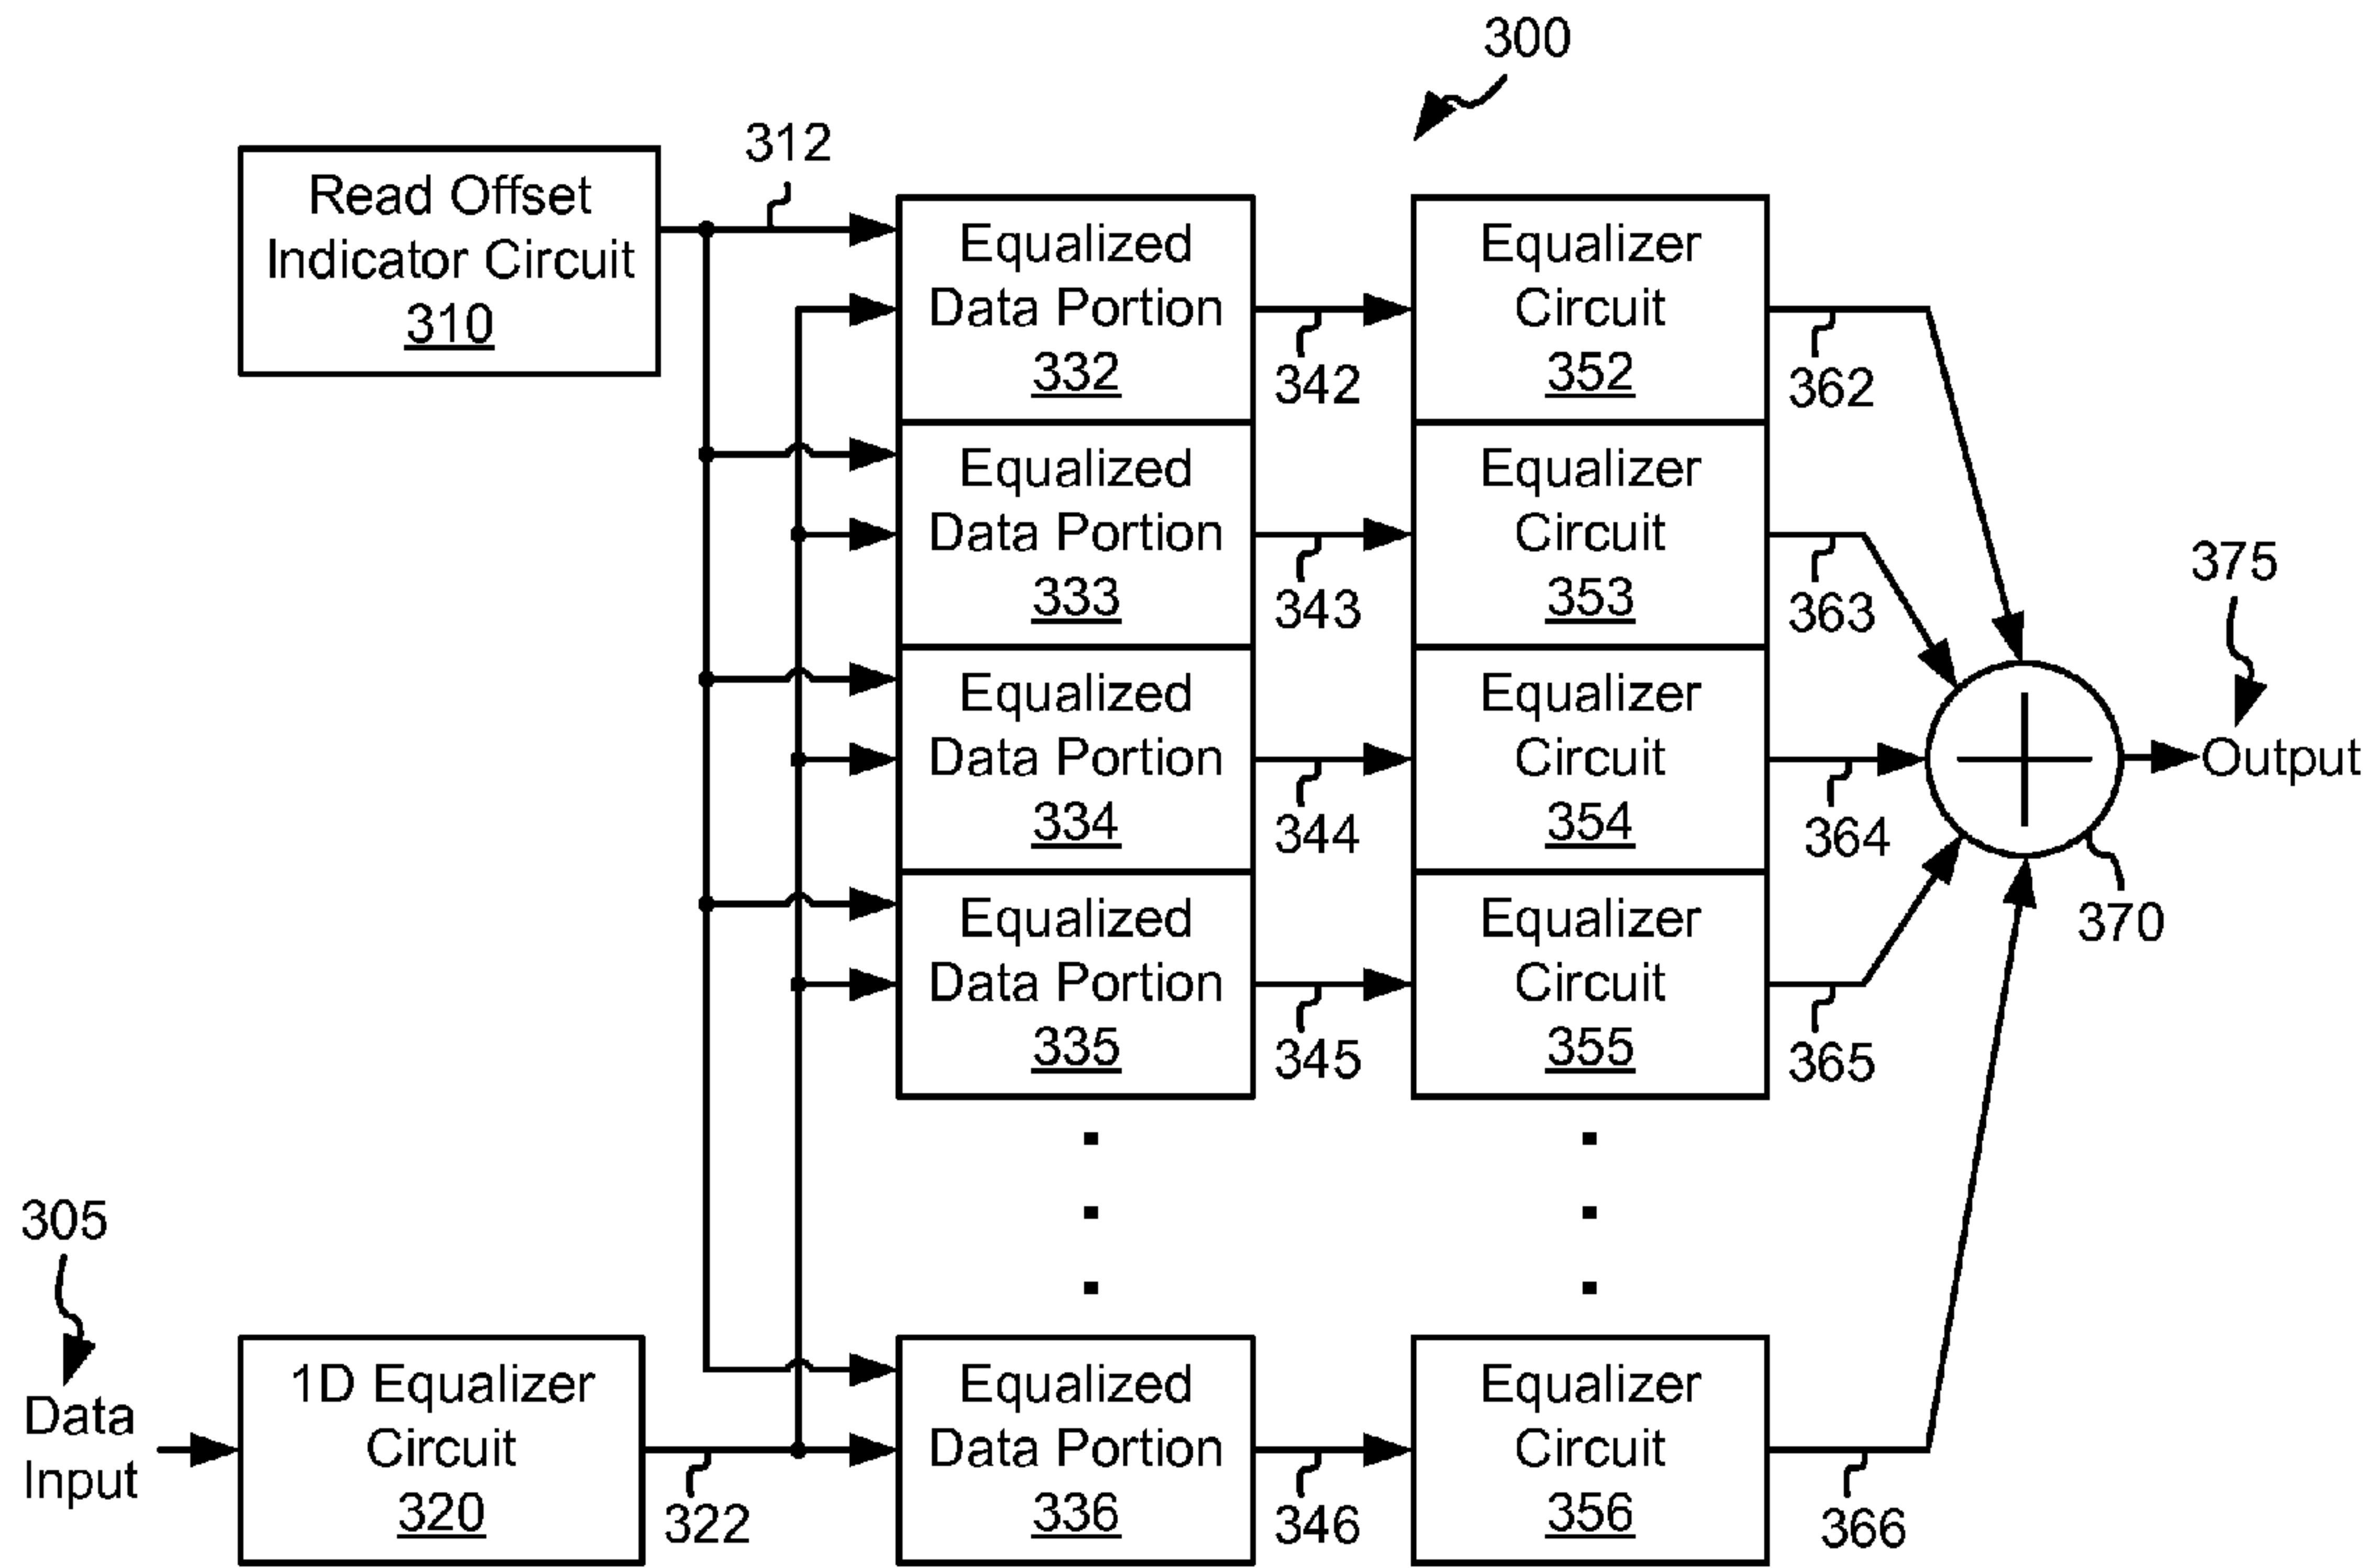 300
Read Offset
Indicator Circuit
310
312
Equalized
Data Portion
332
342
Equalizer
Circuit
352
362
Equalized
Data Portion
333
343
Equalizer
Circuit
353
363
Equalized
Data Portion
334
344
Equalizer
Circuit
354
364
Equalized
Data Portion
335
345
Equalizer
Circuit
355
365
375
Output
370
305
Data
Input
1D Equalizer
Circuit
320
322
Equalized
Data Portion
336
346
Equalizer
Circuit
356
366